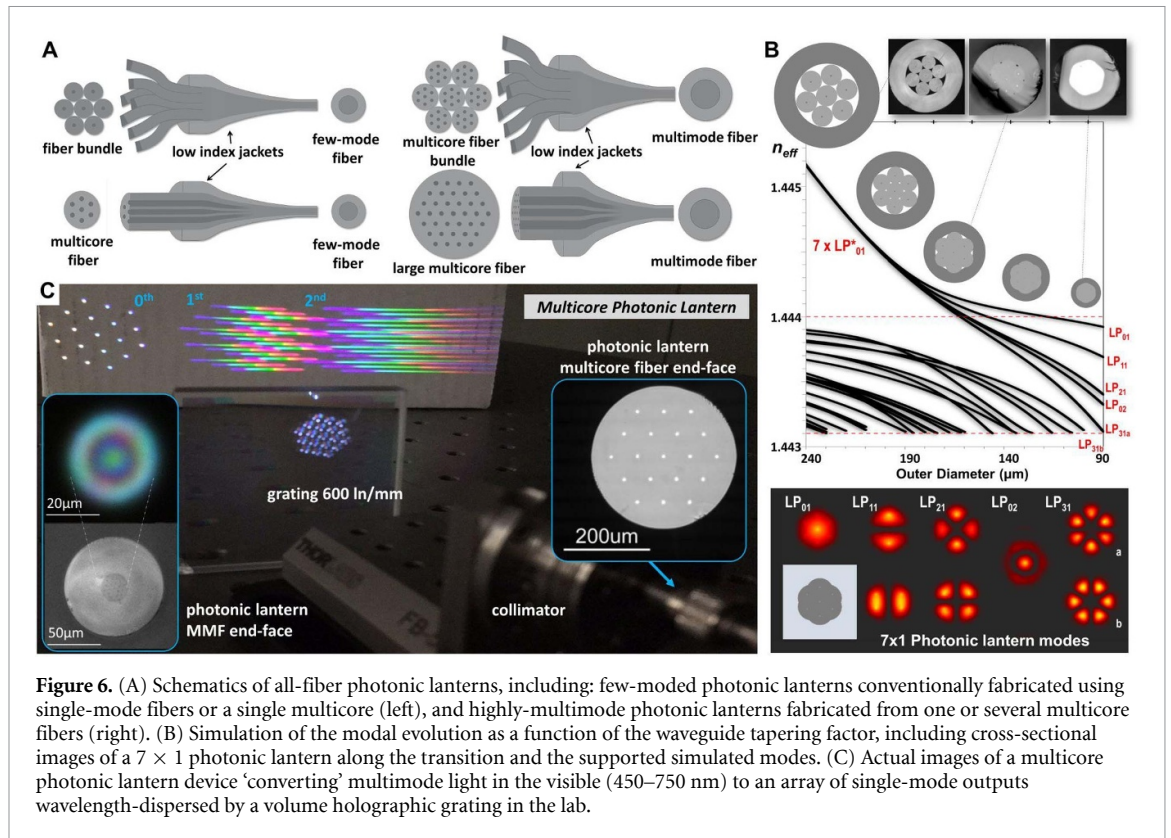 A
fiber bundle
low index jackets
few-mode
fiber
multicore
fiber
few-mode
fiber
multicore fiber
bundle
low index jackets
multimode fiber
large multicore fiber
multimode fiber
B
n_eff
1.445
7 x LP*01
1.444
1.443
LP01
LP11
LP21
LP02
LP31a
LP31b
240
190
140
90
Outer Diameter (µm)
LP01
LP11
LP21
LP02
LP31
a
b
7x1 Photonic lantern modes
C
0th
1st
2nd
Multicore Photonic Lantern
photonic lantern
multicore fiber end-face
200um
grating 600 ln/mm
20µm
50µm
photonic lantern
MMF end-face
THOR
FB-
collimator
Figure 6. (A) Schematics of all-fiber photonic lanterns, including: few-moded photonic lanterns conventionally fabricated using
single-mode fibers or a single multicore (left), and highly-multimode photonic lanterns fabricated from one or several multicore
fibers (right). (B) Simulation of the modal evolution as a function of the waveguide tapering factor, including cross-sectional
images of a 7 × 1 photonic lantern along the transition and the supported simulated modes. (C) Actual images of a multicore
photonic lantern device ‘converting’ multimode light in the visible (450–750 nm) to an array of single-mode outputs
wavelength-dispersed by a volume holographic grating in the lab.